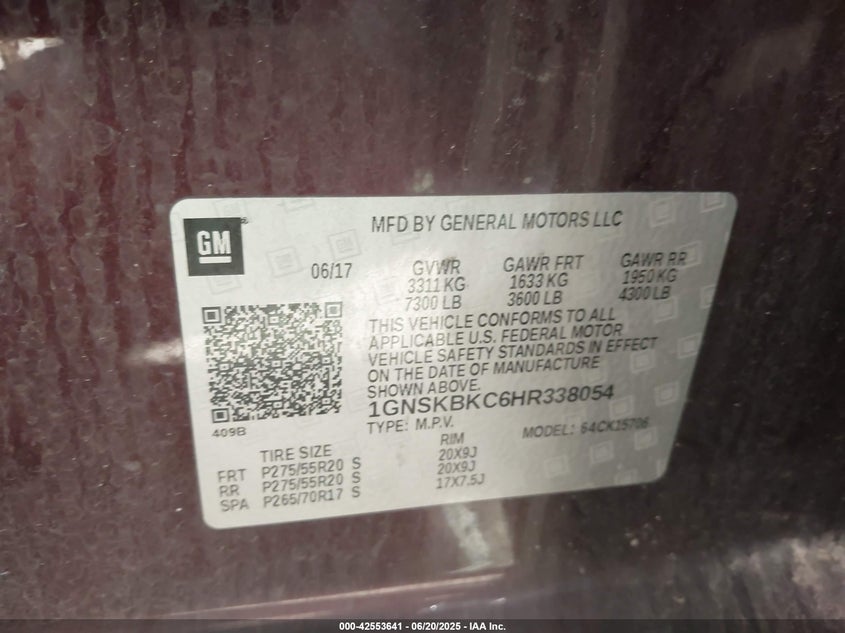 GM
MFD BY GENERAL MOTORS LLC
06/17
GVWR GAWR FRT GAWR RR
3311 KG 1633 KG 1950 KG
7300 LB 3600 LB 4300 LB
THIS VEHICLE CONFORMS TO ALL
APPLICABLE U.S. FEDERAL MOTOR
VEHICLE SAFETY STANDARDS IN EFFECT
ON THE DATE OF MANUFACTURE
SHOWN ABOVE.
1GNSKBKC6HR338054
TYPE: M.P.V. MODEL: 64CK15706
409B
TIRE SIZE RIM
FRT P275/55R20 S 20X9J
RR P275/55R20 S 20X9J
SPA P265/70R17 S 17X7.5J
000-42553641 - 06/20/2025 - IAA Inc.